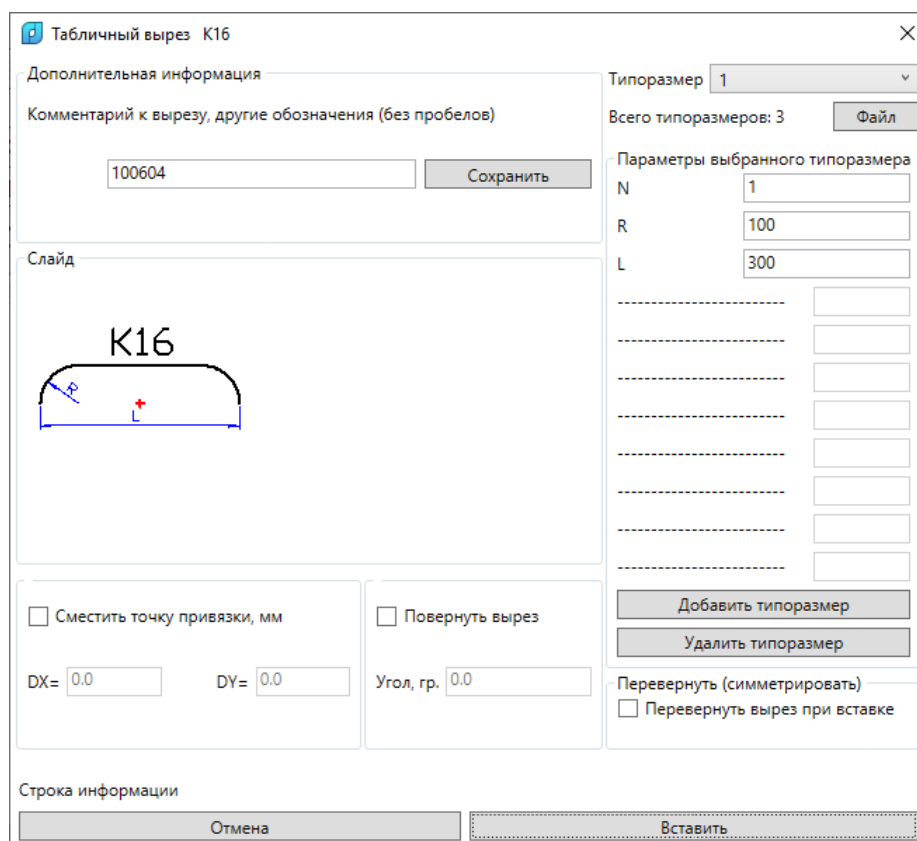 Табличный вырез K16
Дополнительная информация
Комментарий к вырезу, другие обозначения (без пробелов)
100604
Сохранить
Типоразмер 1
Всего типоразмеров: 3 Файл
Параметры выбранного типоразмера
N 1
R 100
L 300
-------------------------
-------------------------
-------------------------
-------------------------
-------------------------
-------------------------
-------------------------
-------------------------
Добавить типоразмер
Удалить типоразмер
Слайд
K16
R
L
Сместить точку привязки, мм
DX= 0.0 DY= 0.0
Повернуть вырез
Угол, гр. 0.0
Перевернуть (симметрировать)
Перевернуть вырез при вставке
Строка информации
Отмена Вставить